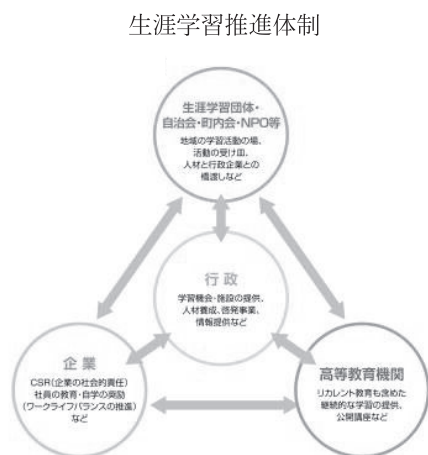 生涯学習推進体制
生涯学習団体・
自治会・町内会・NPO等
地域の学習活動の場、
活動の受け皿、
人材と行政企業との
橋渡しなど
行政
学習機会・施設の提供、
人材養成、啓発事業、
情報提供など
企業
CSR(企業の社会的責任)
社員の教育・自学の奨励
(ワークライフバランスの推進)
など
高等教育機関
リカレント教育も含めた
継続的な学習の提供、
公開講座など